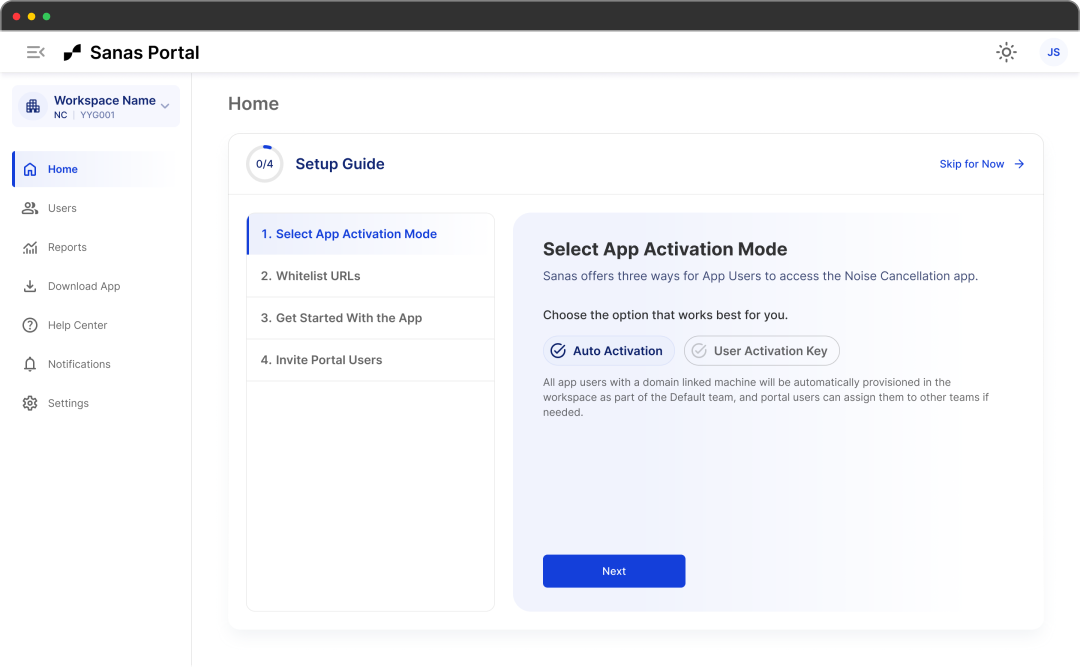 Sanas Portal
JS
Workspace Name
NC | YYG001
Home
Users
Reports
Download App
Help Center
Notifications
Settings
Home
0/4
Setup Guide
Skip for Now
1. Select App Activation Mode
2. Whitelist URLs
3. Get Started With the App
4. Invite Portal Users
Select App Activation Mode
Sanas offers three ways for App Users to access the Noise Cancellation app.
Choose the option that works best for you.
Auto Activation
User Activation Key
All app users with a domain linked machine will be automatically provisioned in the
workspace as part of the Default team, and portal users can assign them to other teams if
needed.
Next